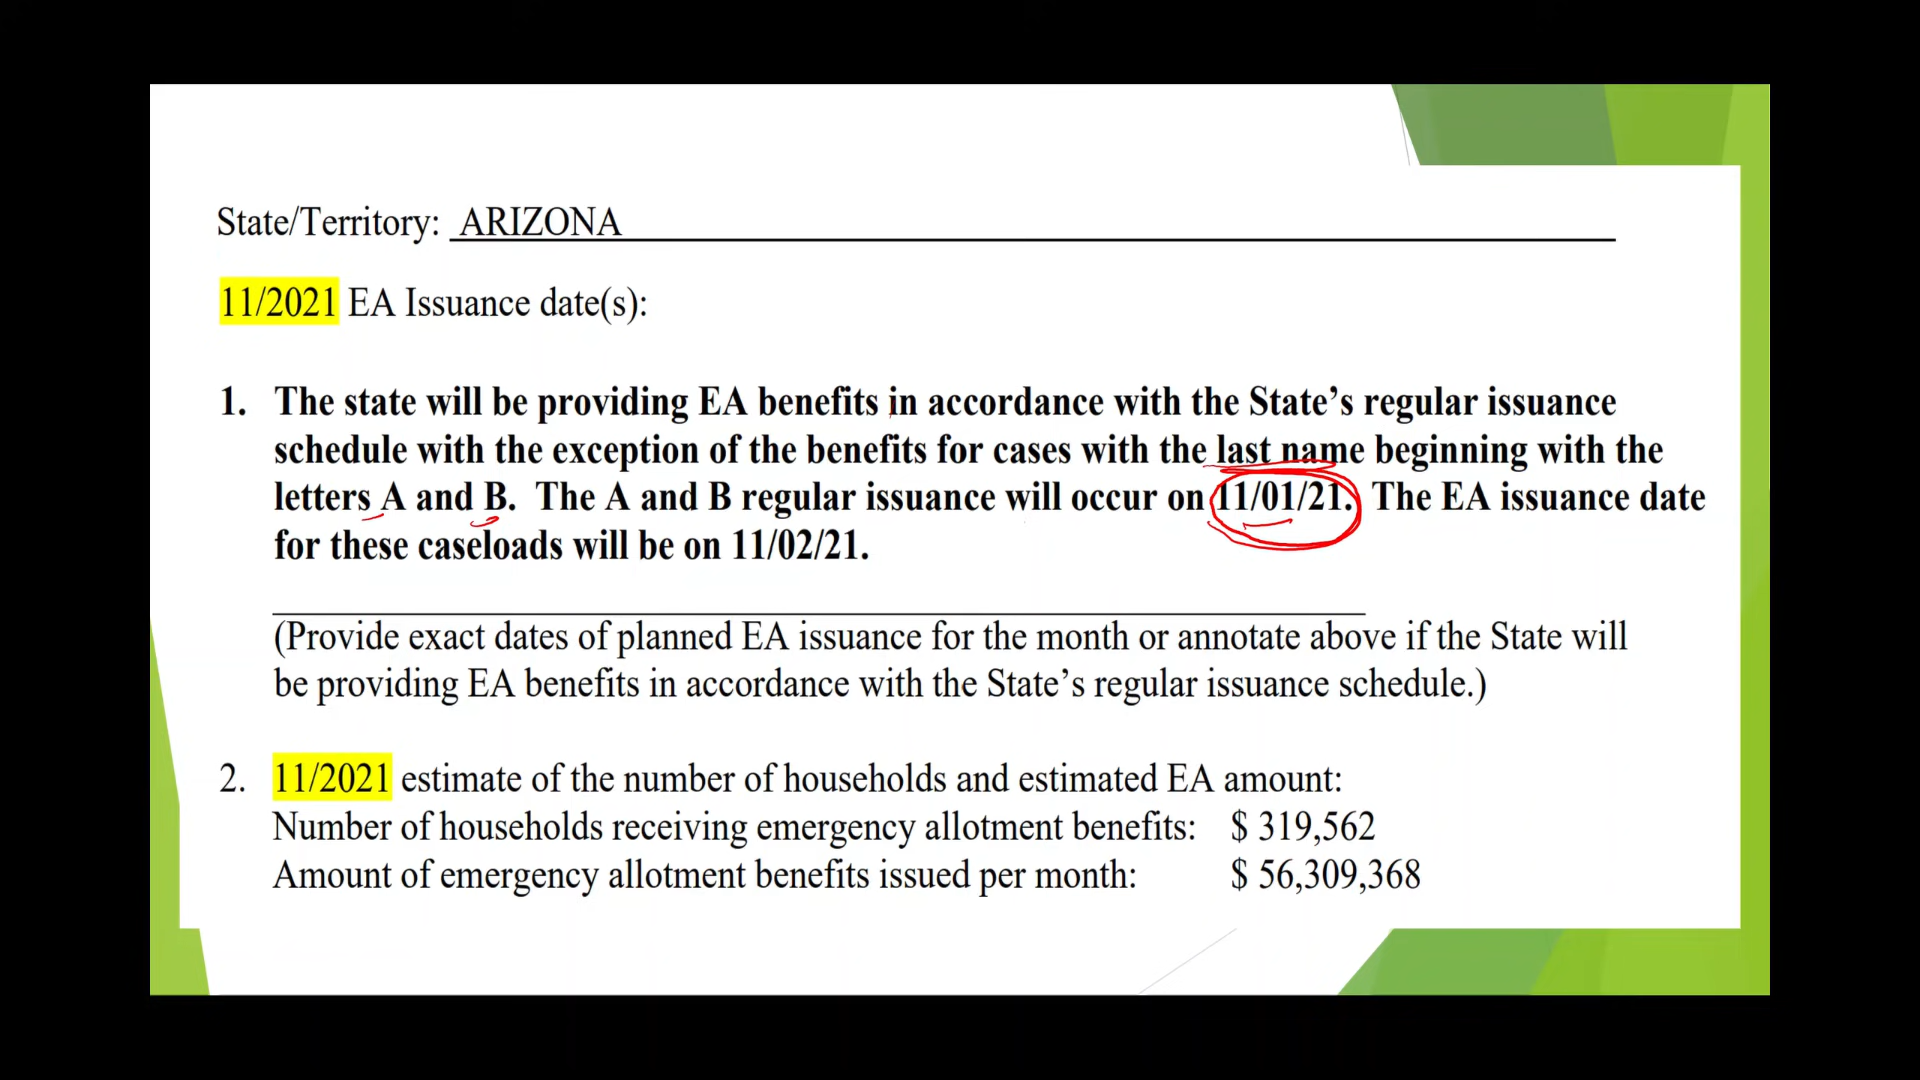 State/Territory: ARIZONA
11/2021 EA Issuance date(s):
1. The state will be providing EA benefits in accordance with the State’s regular issuance
schedule with the exception of the benefits for cases with the last name beginning with the
letters A and B. The A and B regular issuance will occur on 11/01/21. The EA issuance date
for these caseloads will be on 11/02/21.
(Provide exact dates of planned EA issuance for the month or annotate above if the State will
be providing EA benefits in accordance with the State’s regular issuance schedule.)
2. 11/2021 estimate of the number of households and estimated EA amount:
Number of households receiving emergency allotment benefits: $ 319,562
Amount of emergency allotment benefits issued per month: $ 56,309,368